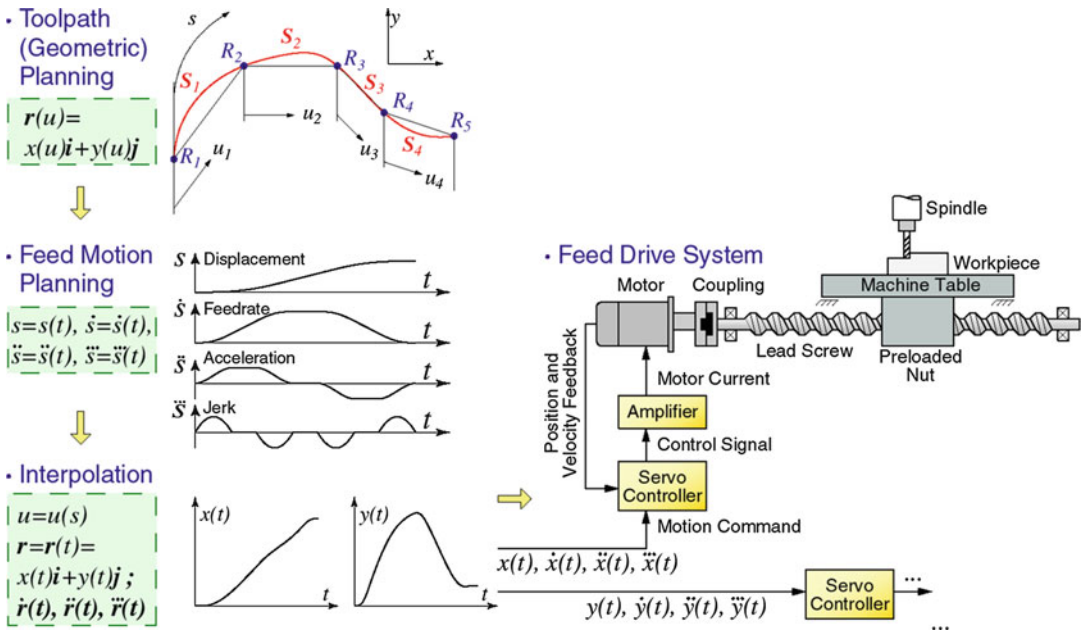 • Toolpath
(Geometric)
Planning
r(u)=
x(u)i+y(u)j
s
S₁
S₂
S₃
S₄
R₁
R₂
R₃
R₄
R₅
u₁
u₂
u₃
u₄
y
x
• Feed Motion
Planning
s=s(t), ṡ=ṡ(t),
s̈=s̈(t), s⃛=s⃛(t)
s Displacement t
ṡ Feedrate t
s̈ Acceleration t
s⃛ Jerk t
• Interpolation
u=u(s)
r=r(t)=
x(t)i+y(t)j ;
ṙ(t), r̈(t), r⃛(t)
x(t)
t
y(t)
t
• Feed Drive System
Spindle
Workpiece
Machine Table
Motor
Coupling
Lead Screw
Preloaded
Nut
Position and
Velocity Feedback
Motor Current
Amplifier
Control Signal
Servo
Controller
Motion Command
x(t), ẋ(t), ẍ(t), x⃛(t)
y(t), ẏ(t), ÿ(t), y⃛(t)
Servo
Controller
...
...